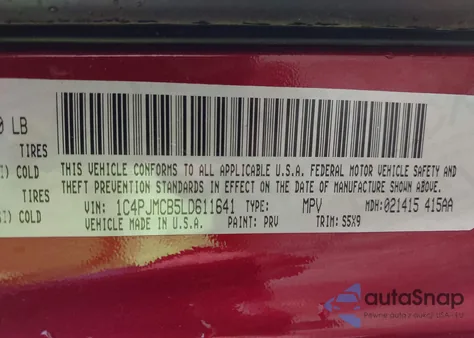 0 LB
TIRES
) COLD
TIRES
) COLD
THIS VEHICLE CONFORMS TO ALL APPLICABLE U.S.A. FEDERAL MOTOR VEHICLE SAFETY AND
THEFT PREVENTION STANDARDS IN EFFECT ON THE DATE OF MANUFACTURE SHOWN ABOVE.
VIN: 1C4PJMCB5LD611641 TYPE: MPV MDH: 021415 415AA
VEHICLE MADE IN U.S.A. PAINT: PRV TRIM: S5X9
autoSnap